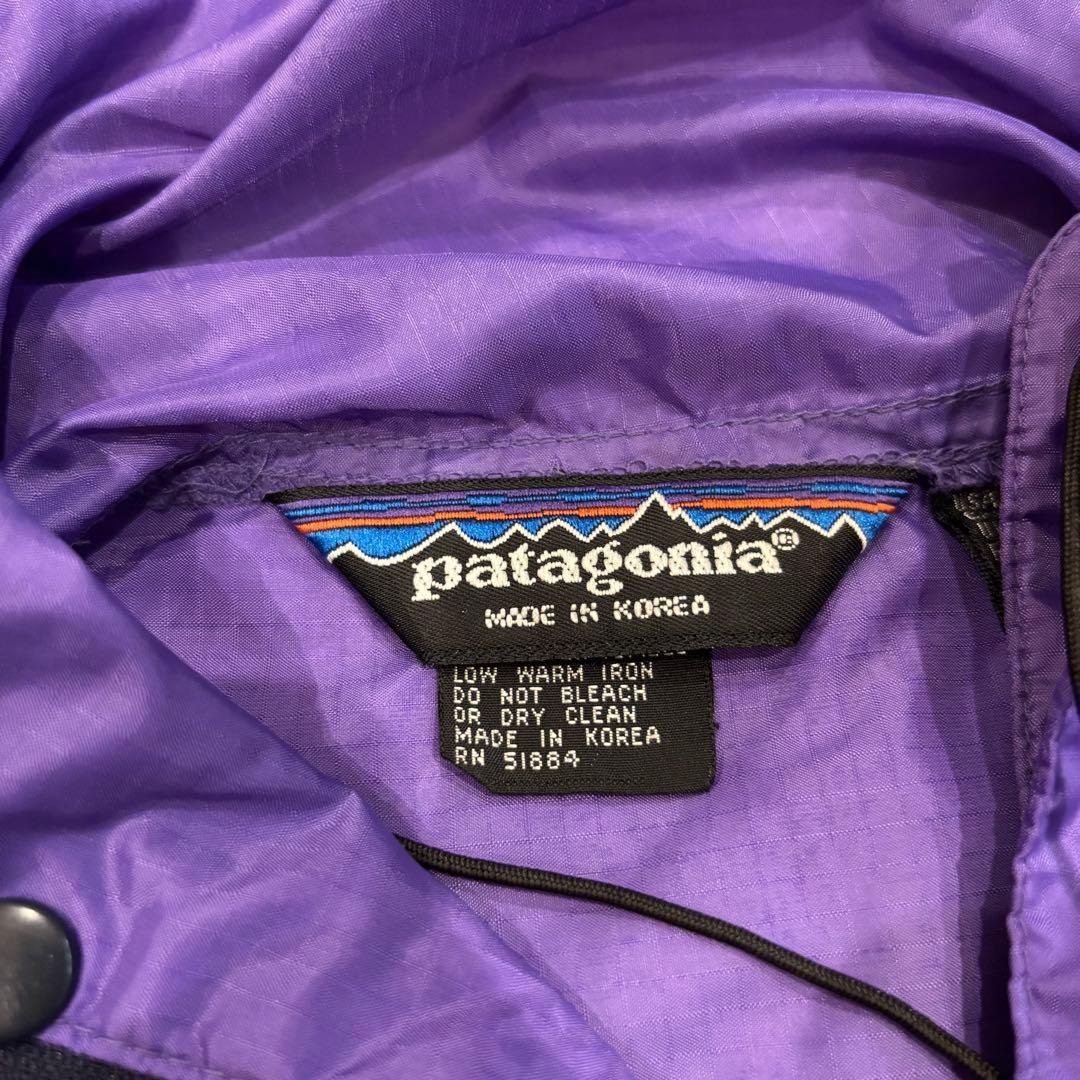 patagonia®
MADE IN KOREA
LOW WARM IRON
DO NOT BLEACH
OR DRY CLEAN
MADE IN KOREA
RN 51884